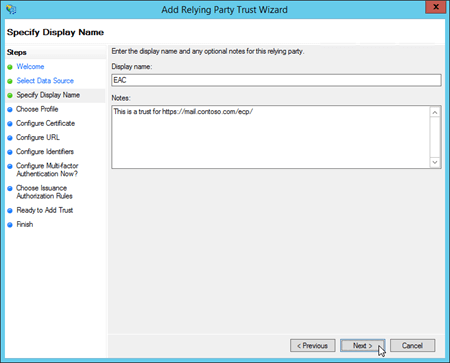 Add Relying Party Trust Wizard
x
Specify Display Name
Steps
Welcome
Select Data Source
Specify Display Name
Choose Profile
Configure Certificate
Configure URL
Configure Identifiers
Configure Multi-factor
Authentication Now?
Choose Issuance
Authorization Rules
Ready to Add Trust
Finish
Enter the display name and any optional notes for this relying party.
Display name:
EAC
Notes:
This is a trust for https://mail.contoso.com/ecp/
< Previous
Next >
Cancel